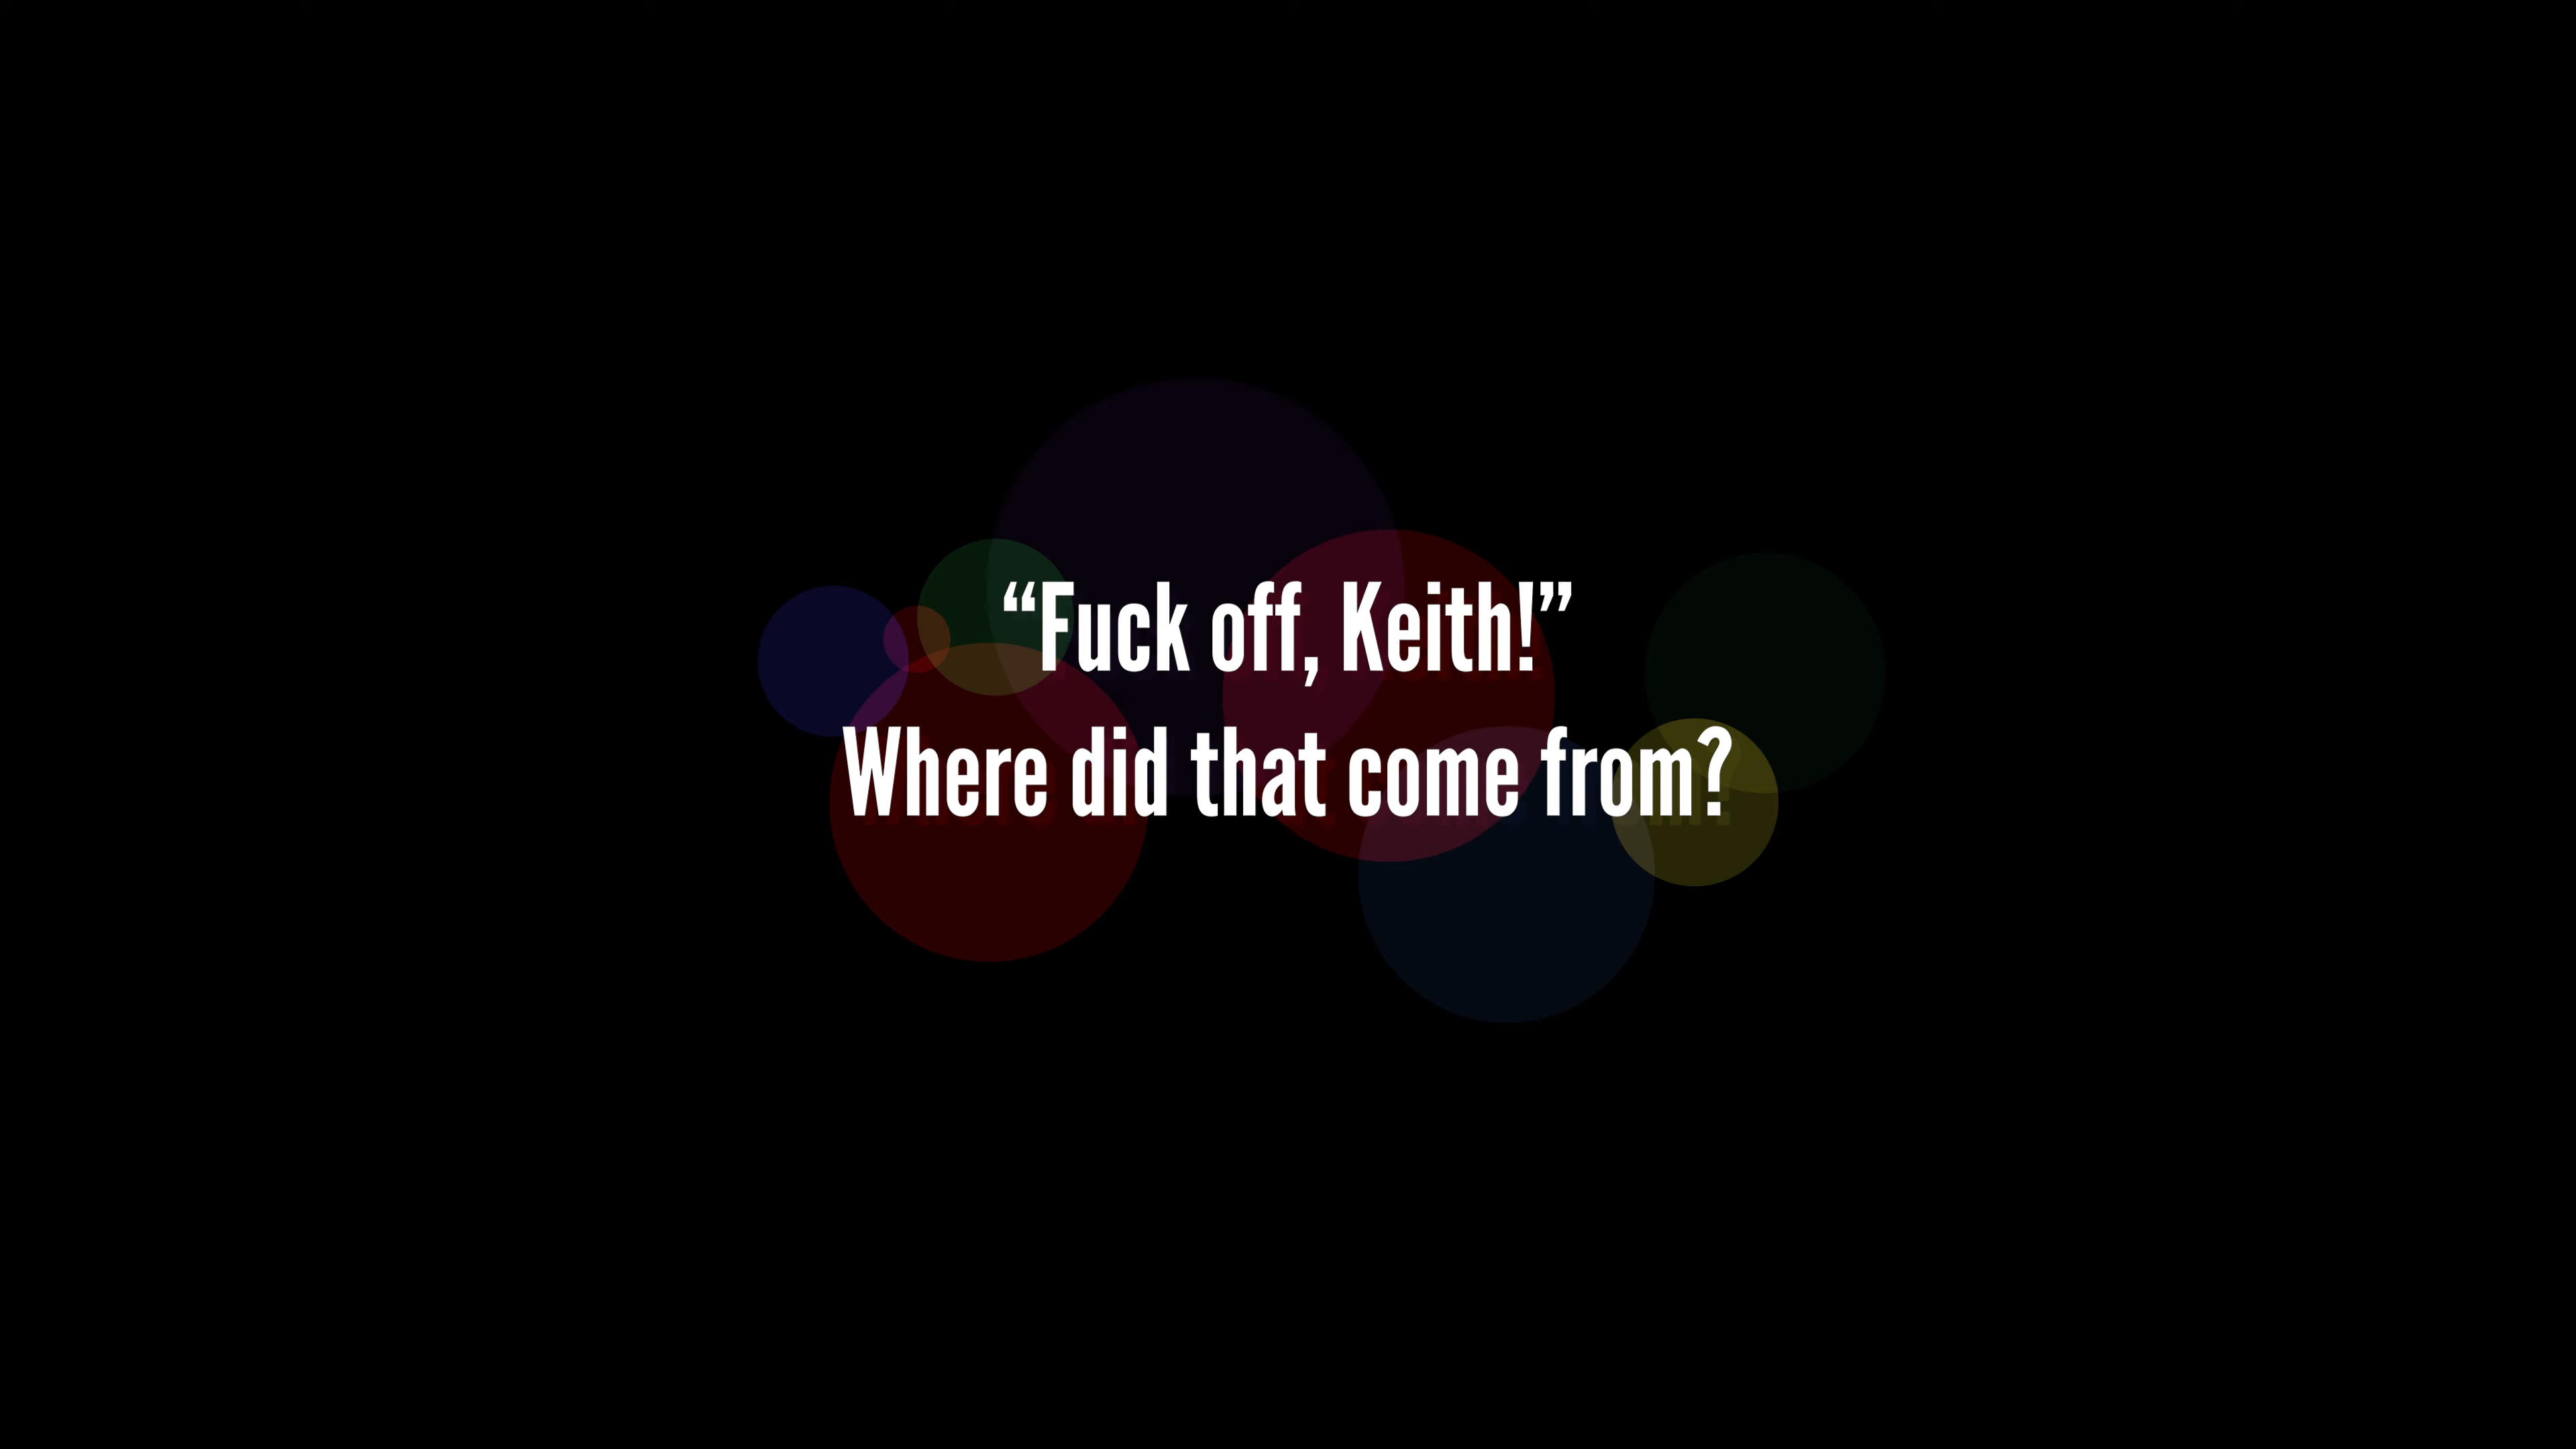 “Fuck off, Keith!”
Where did that come from?